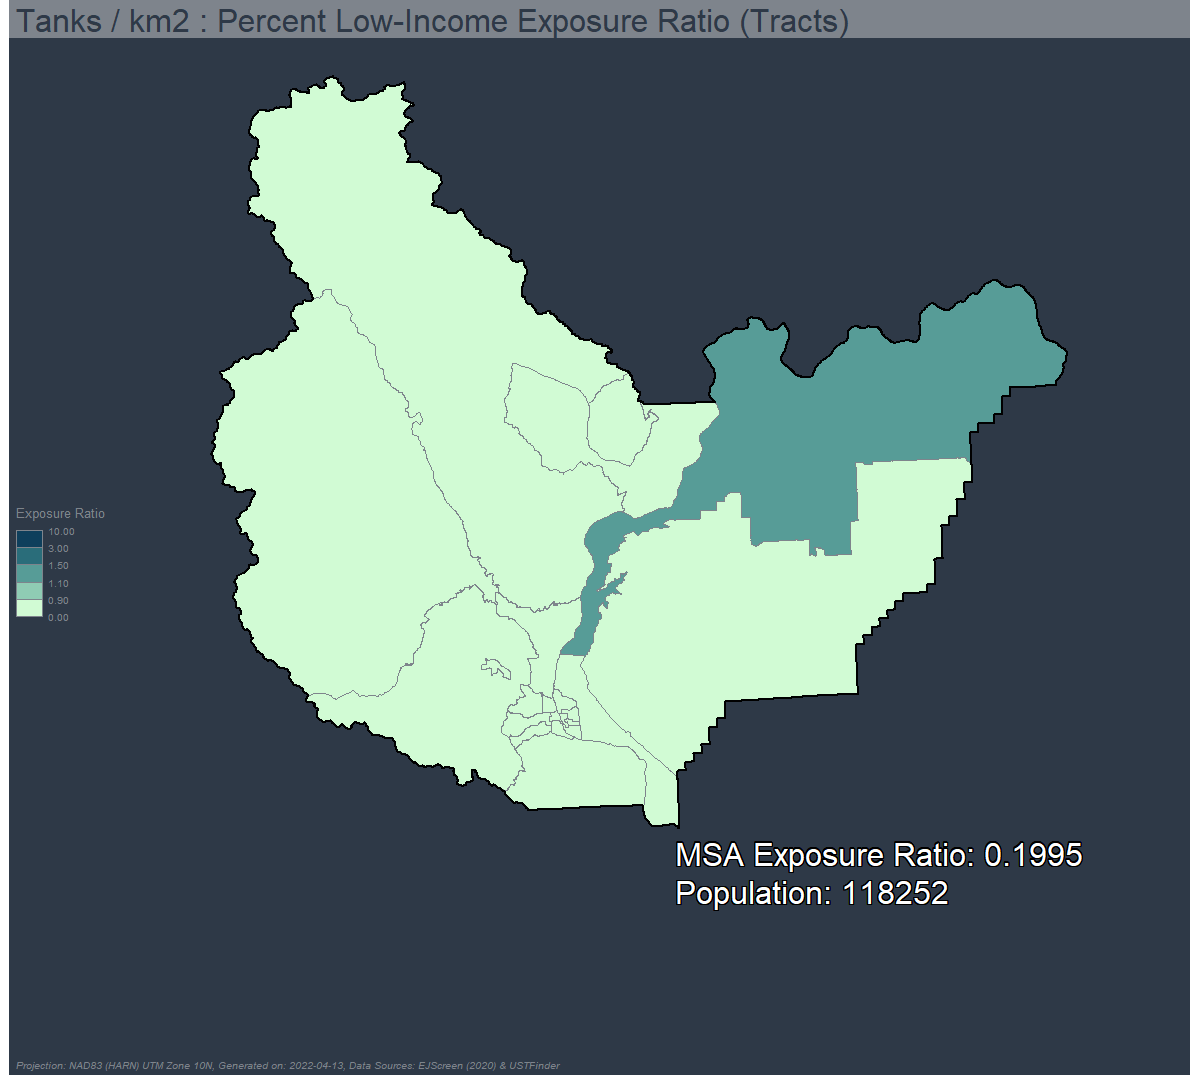 Tanks / km2 : Percent Low-Income Exposure Ratio (Tracts)
Exposure Ratio
10.00
3.00
1.50
1.10
0.90
0.00
MSA Exposure Ratio: 0.1995
Population: 118252
Projection: NAD83 (HARN) UTM Zone 10N, Generated on: 2022-04-13, Data Sources: EJScreen (2020) & USTFinder